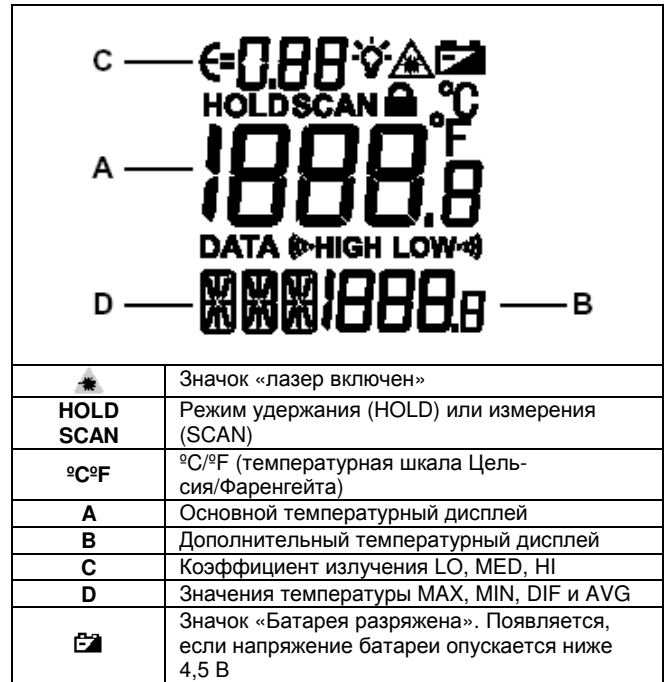 C
€=0.88
HOLD SCAN °C
°F
A
1888.8
DATA HIGH LOW
D
1888.8
B
Значок «лазер включен»
HOLD
SCAN
Режим удержания (HOLD) или измерения
(SCAN)
ºCºF
ºC/ºF (температурная шкала Цель-
сия/Фаренгейта)
A
Основной температурный дисплей
B
Дополнительный температурный дисплей
C
Коэффициент излучения LO, MED, HI
D
Значения температуры MAX, MIN, DIF и AVG
Значок «Батарея разряжена». Появляется,
если напряжение батареи опускается ниже
4,5 В